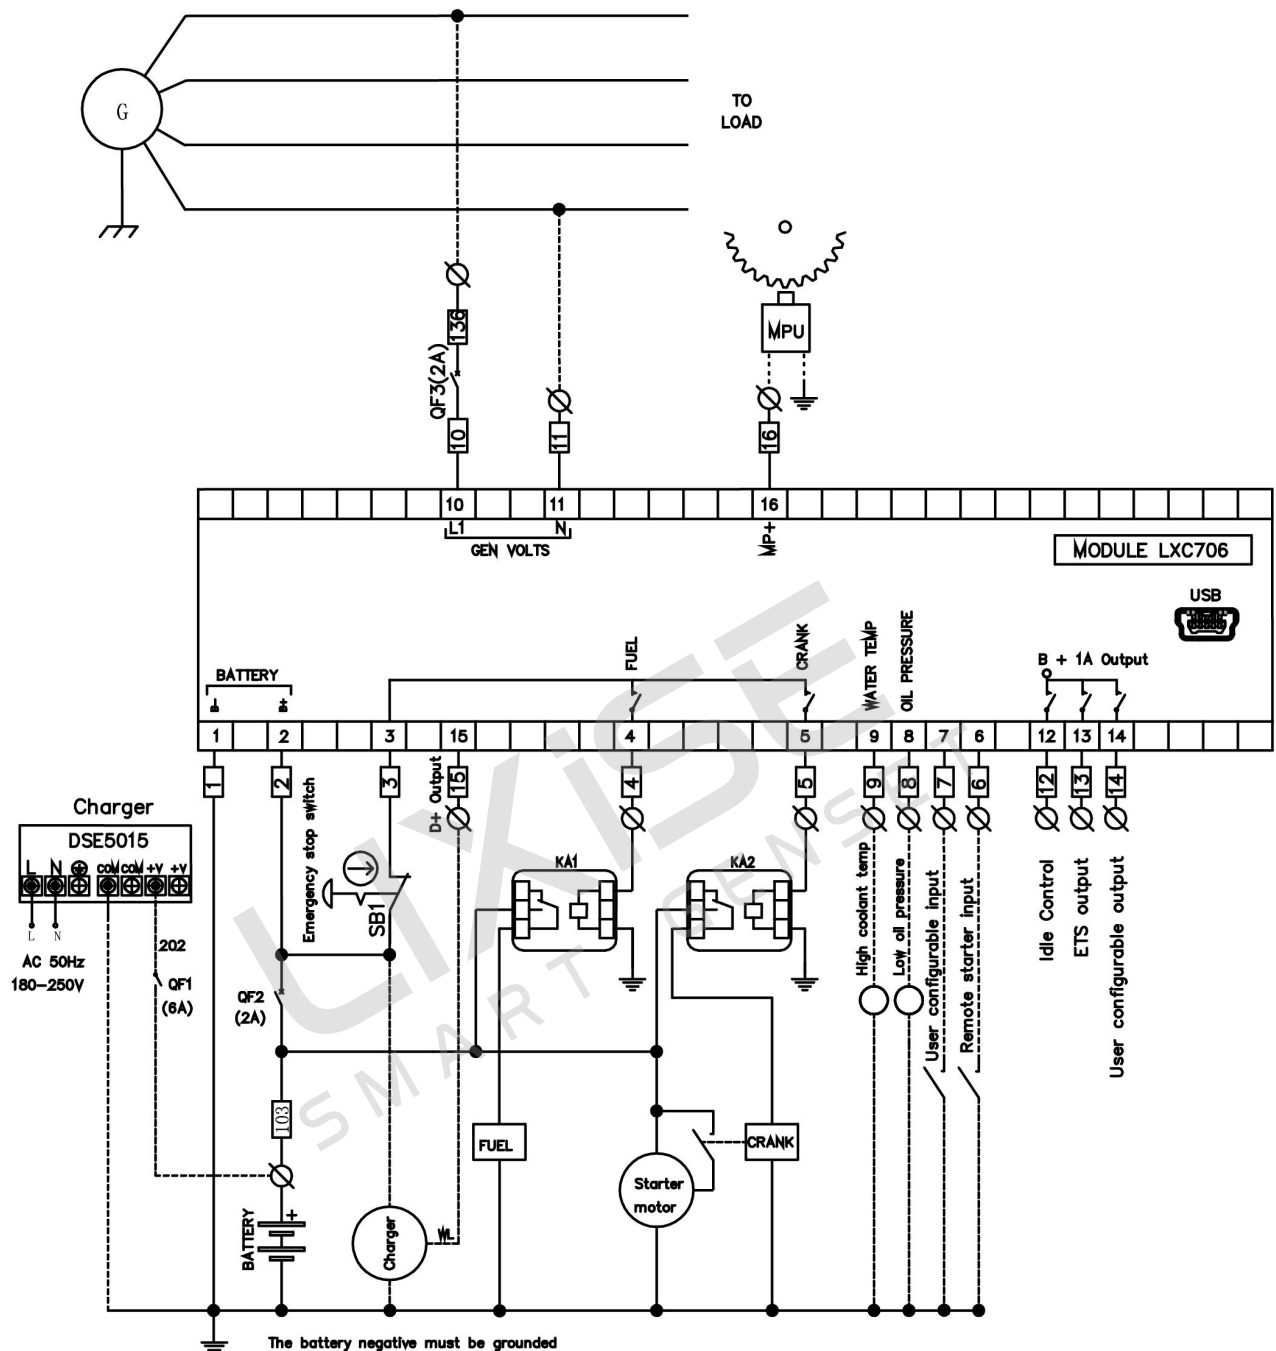 G
TO
LOAD
136
QF3(2A)
10
11
MPU
16
10
11
16
L1
N
GEN VOLTS
MP+
MODULE LXC706
USB
FUEL
CRANK
WATER TEMP
OIL PRESSURE
B + 1A Output
BATTERY
B-
B+
1
2
3
15
4
5
9
8
7
6
12
13
14
1
2
3
15
4
5
9
8
7
6
12
13
14
Emergency stop switch
D+ Output
Charger
DSE5015
L
N
COM
COM
+V
+V
L
N
AC 50Hz
180-250V
202
QF1
(6A)
SB1
KA1
KA2
QF2
(2A)
High coolant temp
Low oil pressure
User configurable input
Remote starter input
Idle Control
ETS output
User configurable output
103
FUEL
CRANK
Starter
motor
BATTERY
+
Charger
WL
The battery negative must be grounded
LIXiSE
SMART GENSET